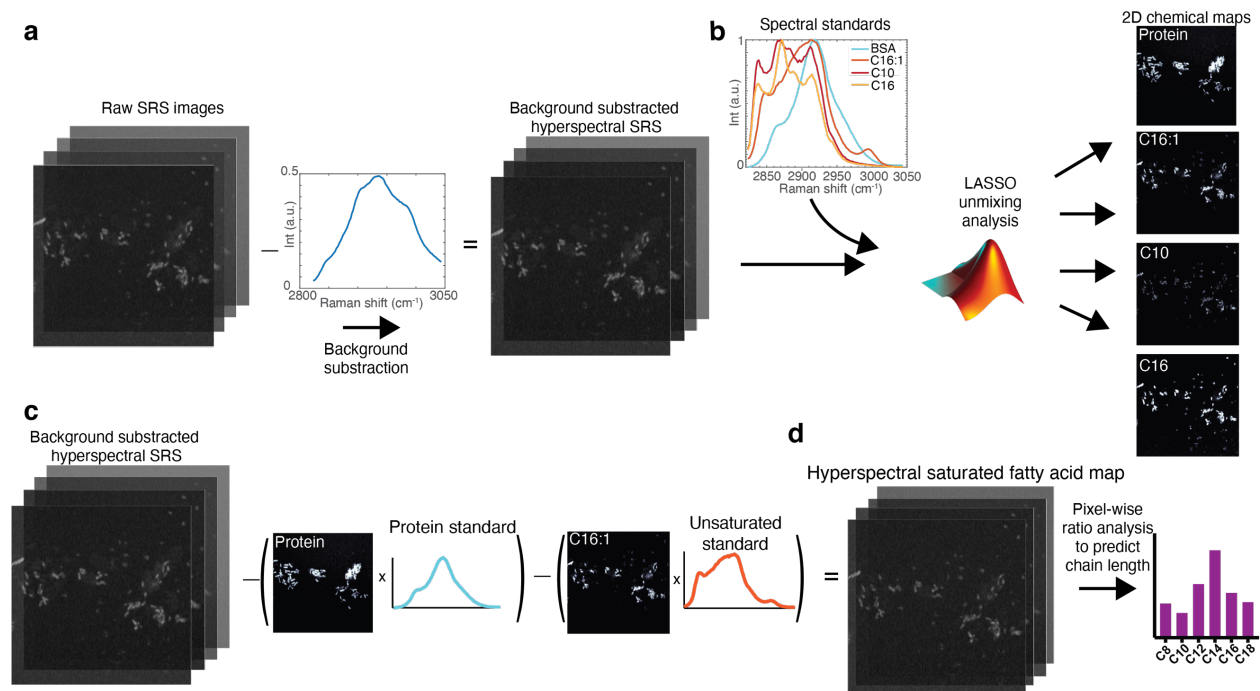 a
Raw SRS images
Int (a.u.)
0.5
0
2800
3050
Raman shift (cm⁻¹)
Background
substraction
=
Background substracted
hyperspectral SRS
b
Spectral standards
Int (a.u.)
1
0
BSA
C16:1
C10
C16
2850
2900
2950
3000
3050
Raman shift (cm⁻¹)
LASSO
unmixing
analysis
2D chemical maps
Protein
C16:1
C10
C16
c
Background substracted
hyperspectral SRS
—
(
Protein
x
Protein standard
)
—
(
C16:1
x
Unsaturated
standard
)
=
d
Hyperspectral saturated fatty acid map
Pixel-wise
ratio analysis
to predict
chain length
C8
C10
C12
C14
C16
C18